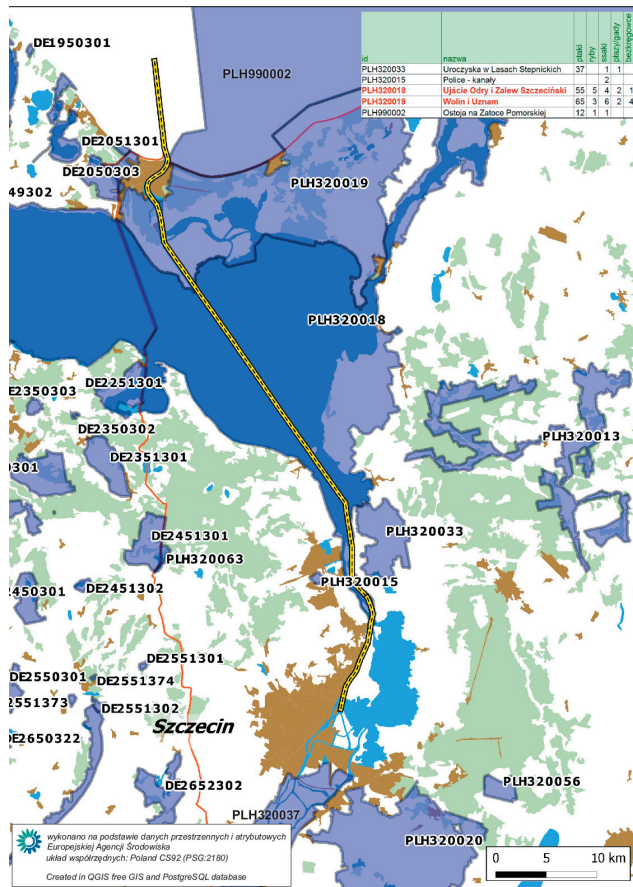 id nazwa ptaki ryby ssaki płazy/gady bezkręgowce
PLH320033 Uroczyska w Lasach Stepnickich 37 1 1
PLH320015 Police - kanały 2
PLH320018 Ujście Odry i Zalew Szczeciński 55 5 4 2 1
PLH320019 Wolin i Uznam 65 3 6 2 4
PLH990002 Ostoja na Zatoce Pomorskiej 12 1 1
DE1950301
PLH990002
DE2051301
DE2050303
49302
PLH320019
PLH320018
E2350303
DE2251301
DE2350302
DE2351301
0301
PLH320013
DE2451301
PLH320033
PLH320063
PLH320015
2450301
DE2451302
DE2551301
DE2550301
DE2551374
2551373
DE2551302
Szczecin
DE2650322
DE2652302
PLH320056
PLH320037
PLH320020
wykonano na podstawie danych przestrzennych i atrybutowych
Europejskiej Agencji Środowiska
układ współrzędnych: Poland CS92 (PSG:2180)
Created in QGIS free GIS and PostgreSQL database
0 5 10 km